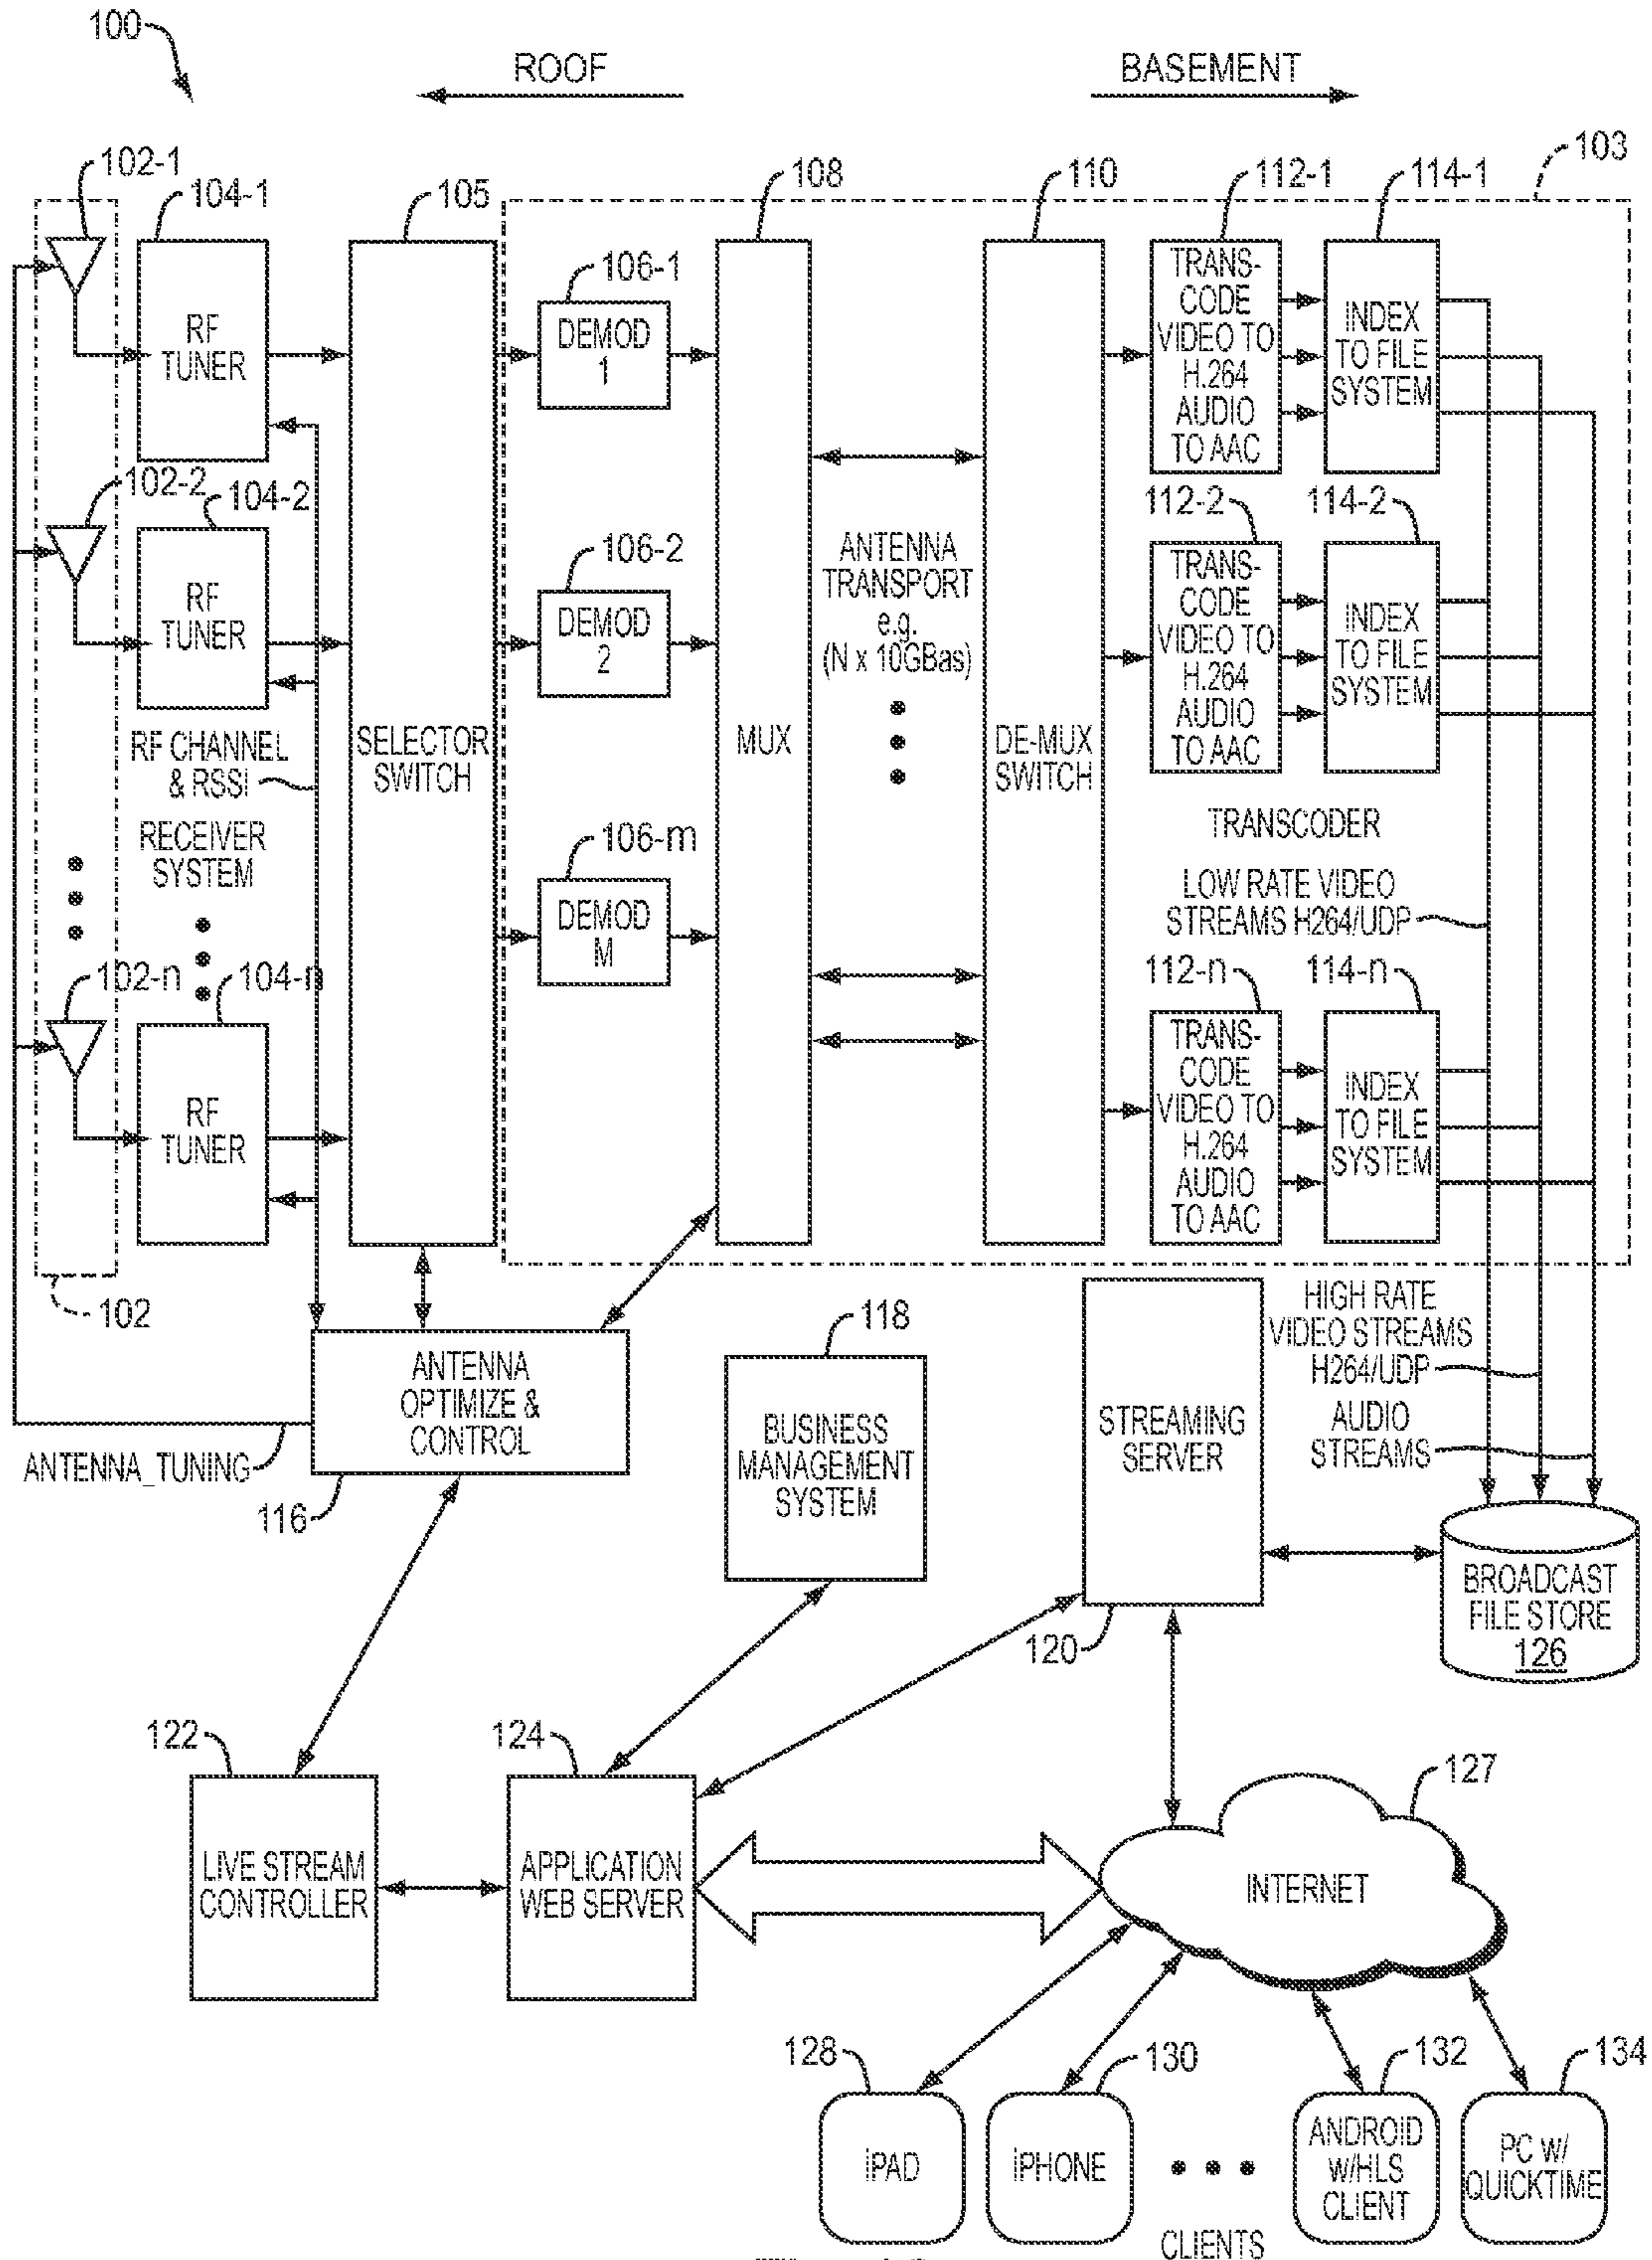 100
ROOF
BASEMENT
103
102-1
104-1
105
108
110
112-1
114-1
RF
TUNER
106-1
DEMOD
1
TRANS-
CODE
VIDEO TO
H.264
AUDIO
TO AAC
INDEX
TO FILE
SYSTEM
102-2
104-2
RF
TUNER
106-2
DEMOD
2
ANTENNA
TRANSPORT
e.g.
(N x 10GBas)
112-2
114-2
TRANS-
CODE
VIDEO TO
H.264
AUDIO
TO AAC
INDEX
TO FILE
SYSTEM
RF CHANNEL
& RSSI
SELECTOR
SWITCH
MUX
DE-MUX
SWITCH
RECEIVER
SYSTEM
106-m
DEMOD
M
TRANSCODER
LOW RATE VIDEO
STREAMS H264/UDP
102-n
104-n
RF
TUNER
112-n
114-n
TRANS-
CODE
VIDEO TO
H.264
AUDIO
TO AAC
INDEX
TO FILE
SYSTEM
102
HIGH RATE
VIDEO STREAMS
H264/UDP
AUDIO
STREAMS
ANTENNA
OPTIMIZE &
CONTROL
ANTENNA_TUNING
116
118
BUSINESS
MANAGEMENT
SYSTEM
STREAMING
SERVER
120
BROADCAST
FILE STORE
126
122
LIVE STREAM
CONTROLLER
124
APPLICATION
WEB SERVER
127
INTERNET
128
iPAD
130
iPHONE
132
ANDROID
w/HLS
CLIENT
134
PC w/
QUICKTIME
CLIENTS